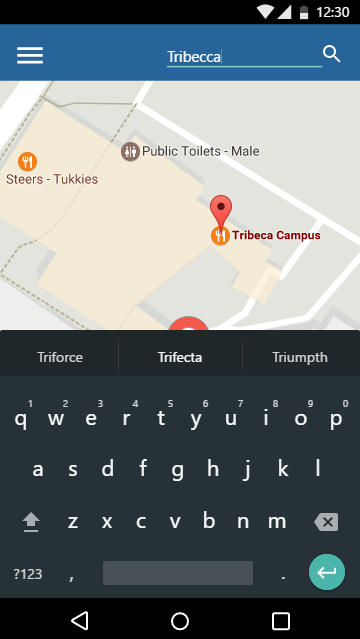 12:30
Tribecca
Public Toilets - Male
Steers - Tukkies
Tribeca Campus
Triforce Trifecta Triumpth
1 2 3 4 5 6 7 8 9 0
q w e r t y u i o p
a s d f g h j k l
z x c v b n m
?123 , .